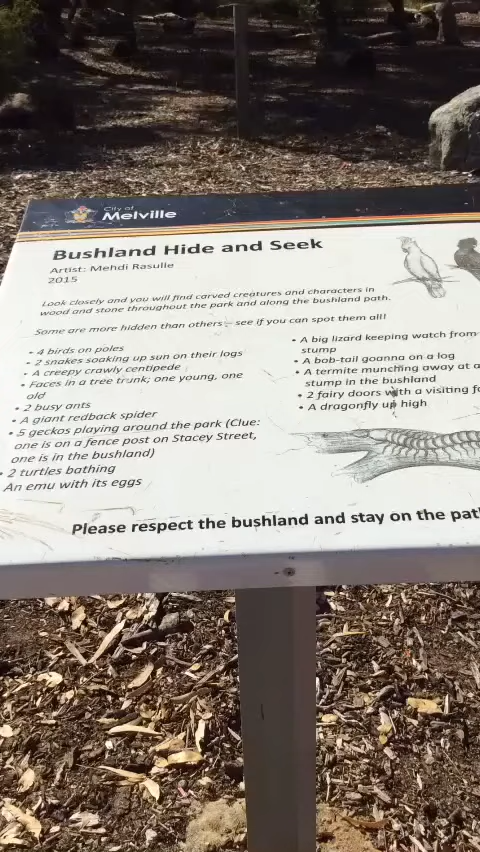 City of
Melville
Bushland Hide and Seek
Artist: Mehdi Rasulle
2015
Look closely and you will find carved creatures and characters in
wood and stone throughout the park and along the bushland path.
Some are more hidden than others – see if you can spot them all!
• 4 birds on poles
• 2 snakes soaking up sun on their logs
• A creepy crawly centipede
• Faces in a tree trunk; one young, one
old
• 2 busy ants
• A giant redback spider
• 5 geckos playing around the park (Clue:
one is on a fence post on Stacey Street,
one is in the bushland)
• 2 turtles bathing
An emu with its eggs
• A big lizard keeping watch from
stump
• A bob-tail goanna on a log
• A termite munching away at a
stump in the bushland
• 2 fairy doors with a visiting
• A dragonfly up high
Please respect the bushland and stay on the